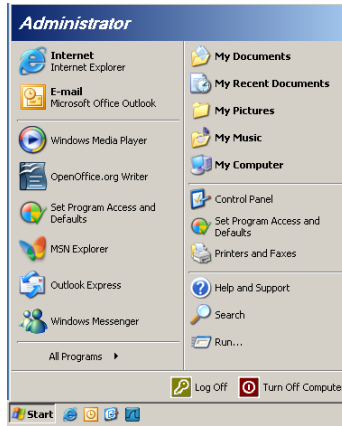 Administrator
Internet
Internet Explorer
E-mail
Microsoft Office Outlook
Windows Media Player
OpenOffice.org Writer
Set Program Access and
Defaults
MSN Explorer
Outlook Express
Windows Messenger
All Programs
My Documents
My Recent Documents
My Pictures
My Music
My Computer
Control Panel
Set Program Access and
Defaults
Printers and Faxes
Help and Support
Search
Run...
Log Off
Turn Off Compute
Start